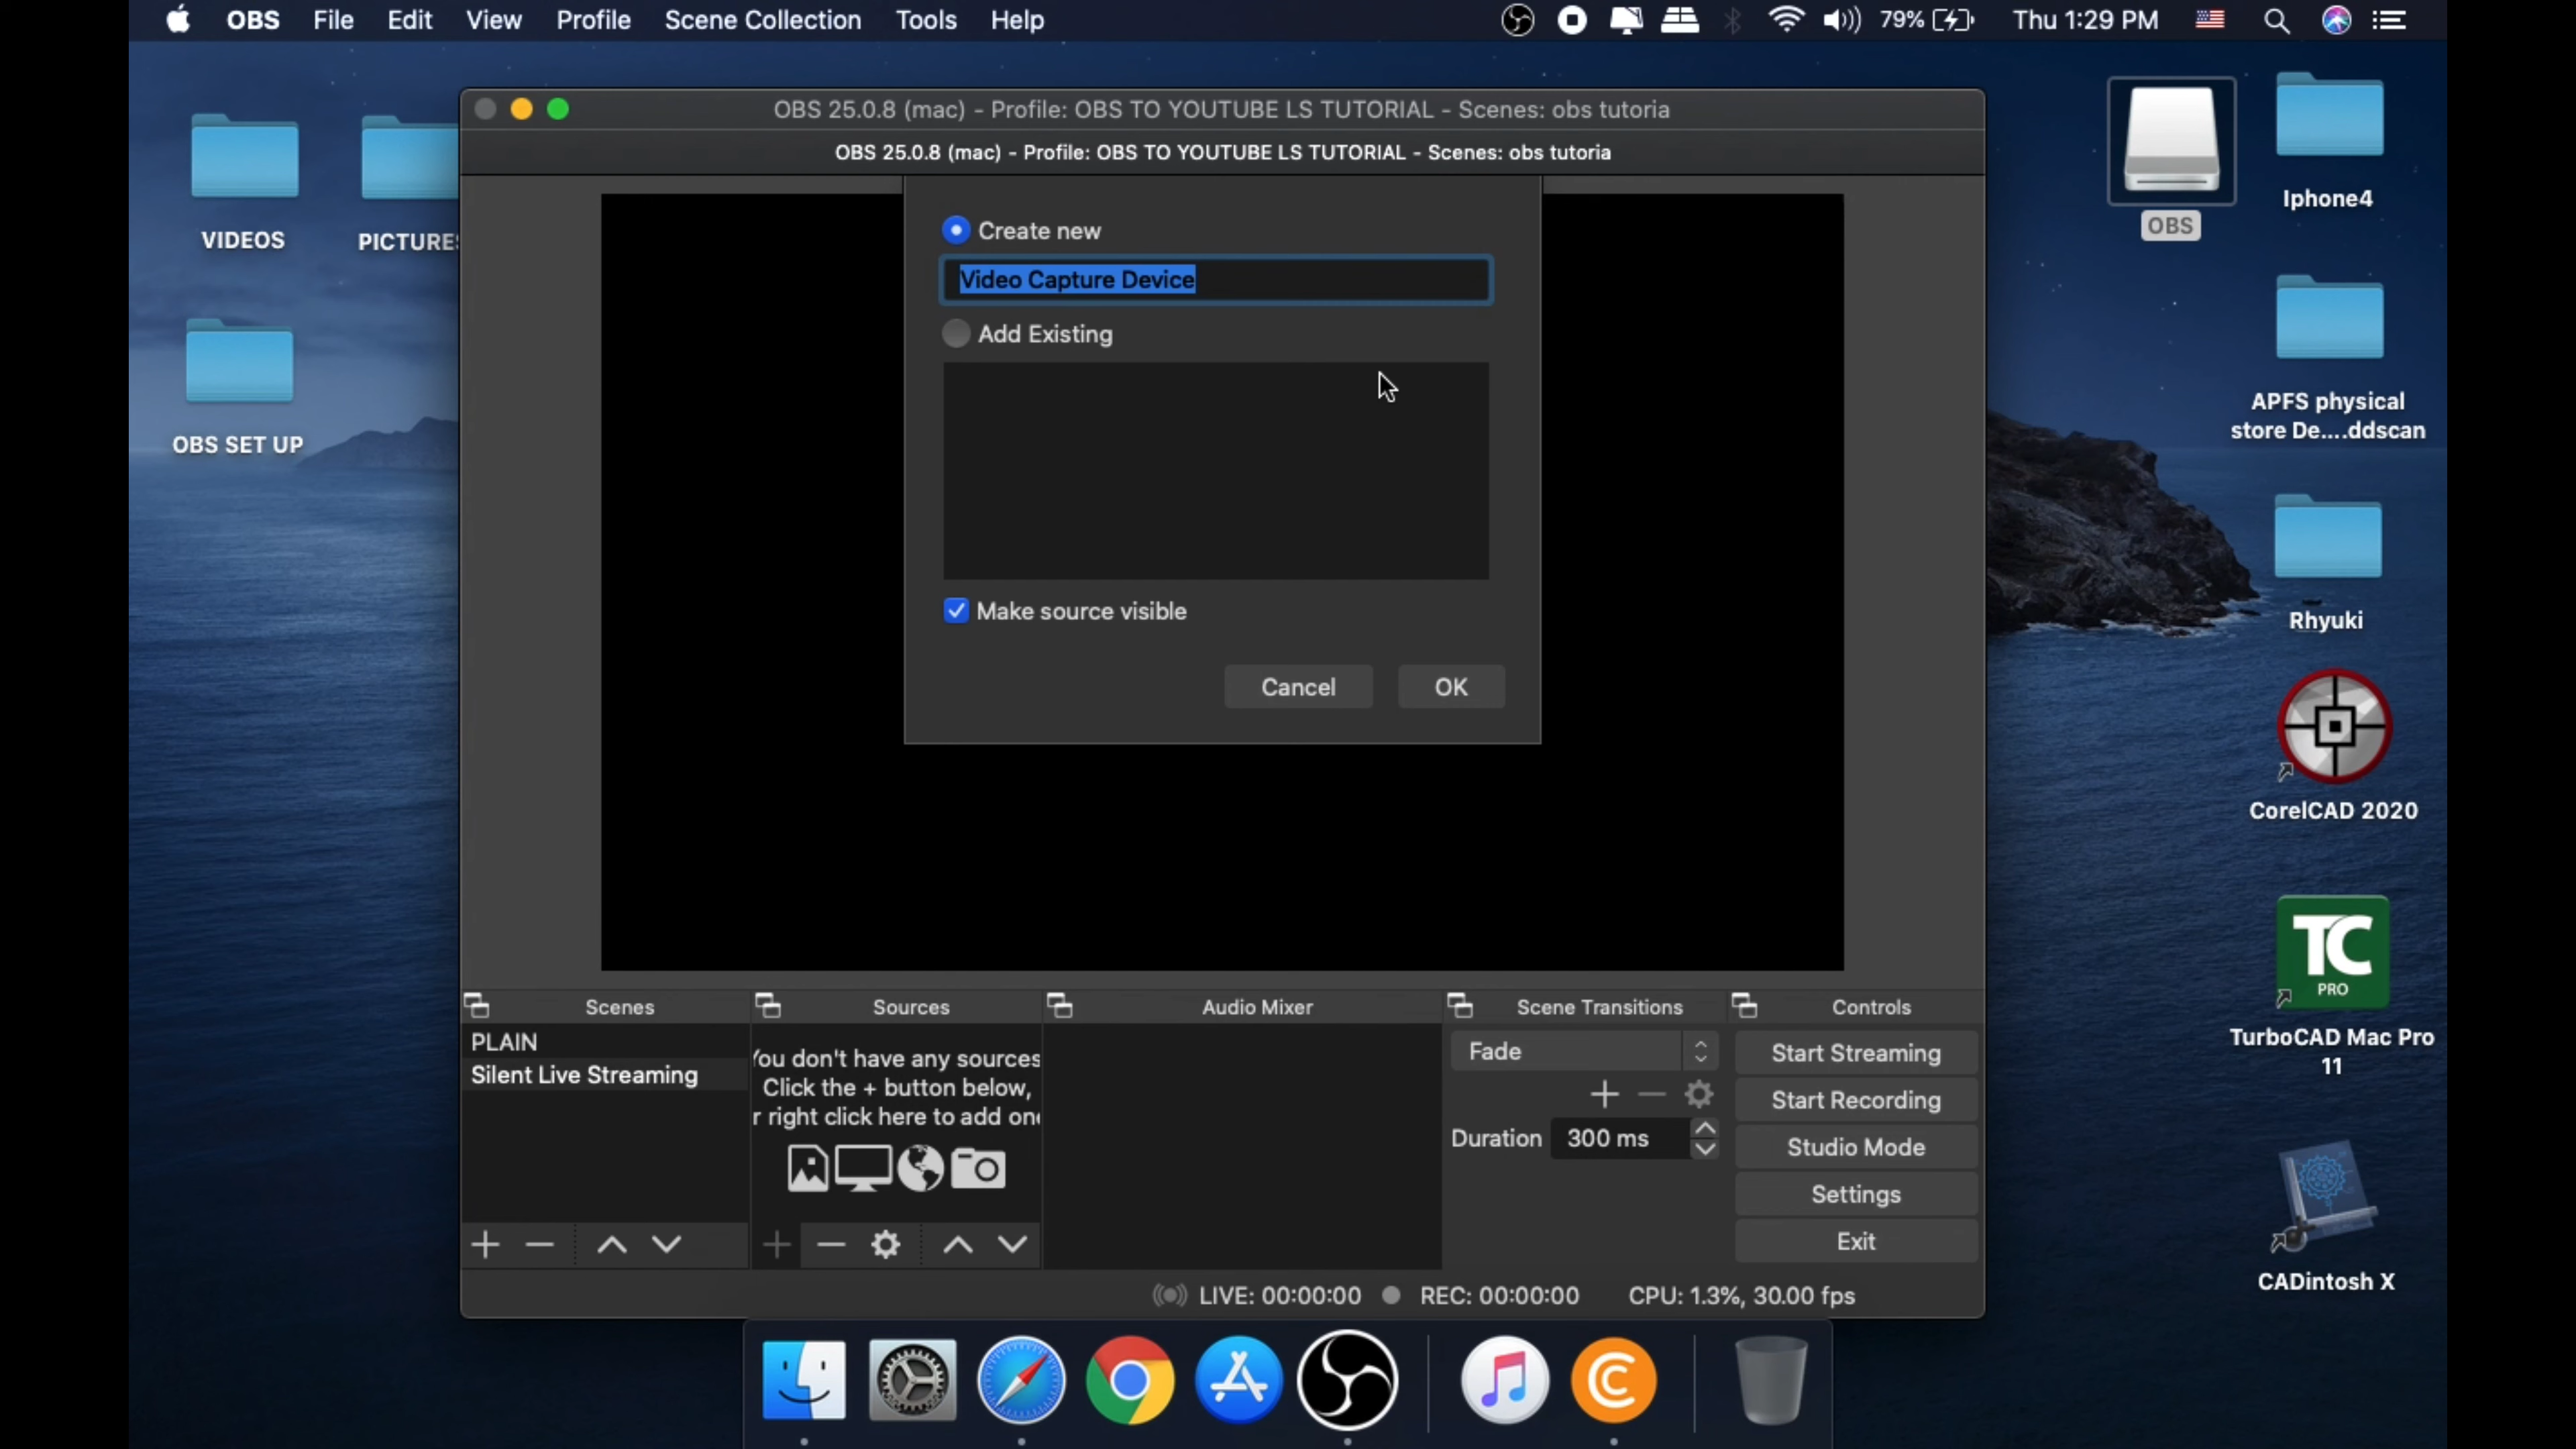 OBS File Edit View Profile Scene Collection Tools Help 79% Thu 1:29 PM
OBS 25.0.8 (mac) - Profile: OBS TO YOUTUBE LS TUTORIAL - Scenes: obs tutoria
OBS 25.0.8 (mac) - Profile: OBS TO YOUTUBE LS TUTORIAL - Scenes: obs tutoria
VIDEOS
PICTURES
OBS SET UP
Create new
Video Capture Device
Add Existing
Make source visible
Cancel OK
OBS
Iphone4
APFS physical
store De....ddscan
Rhyuki
CorelCAD 2020
TC
PRO
TurboCAD Mac Pro
11
CADintosh X
Scenes
PLAIN
Silent Live Streaming
Sources
You don't have any sources
Click the + button below,
r right click here to add one
Audio Mixer
Scene Transitions
Fade
Duration 300 ms
Controls
Start Streaming
Start Recording
Studio Mode
Settings
Exit
LIVE: 00:00:00 REC: 00:00:00 CPU: 1.3%, 30.00 fps